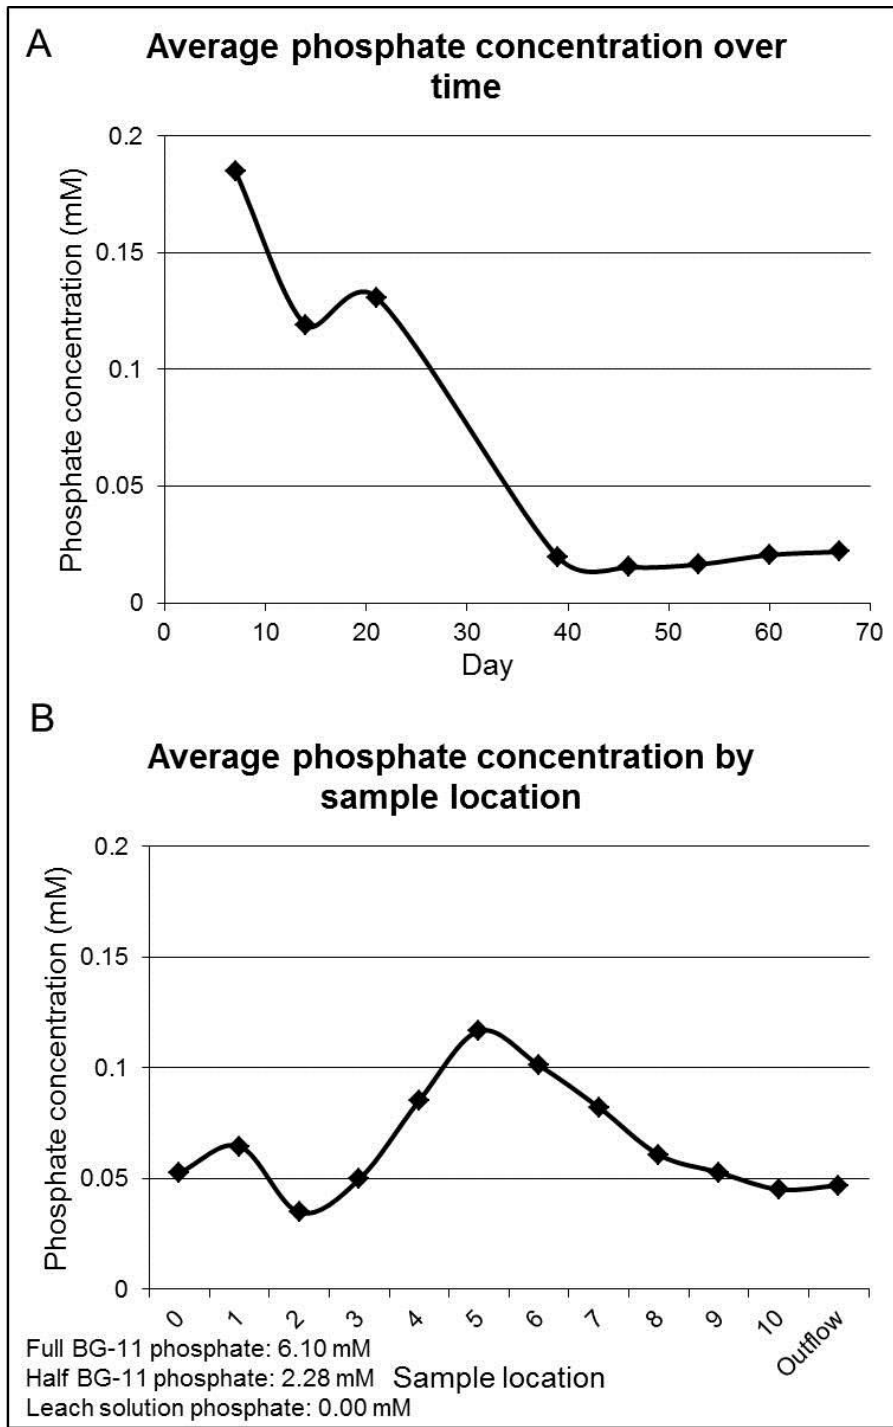 A
Average phosphate concentration over
time
Phosphate concentration (mM)
0.2
0.15
0.1
0.05
0
0 10 20 30 40 50 60 70
Day
B
Average phosphate concentration by
sample location
Phosphate concentration (mM)
0.2
0.15
0.1
0.05
0
0 1 2 3 4 5 6 7 8 9 10 Outflow
Full BG-11 phosphate: 6.10 mM
Half BG-11 phosphate: 2.28 mM
Sample location
Leach solution phosphate: 0.00 mM